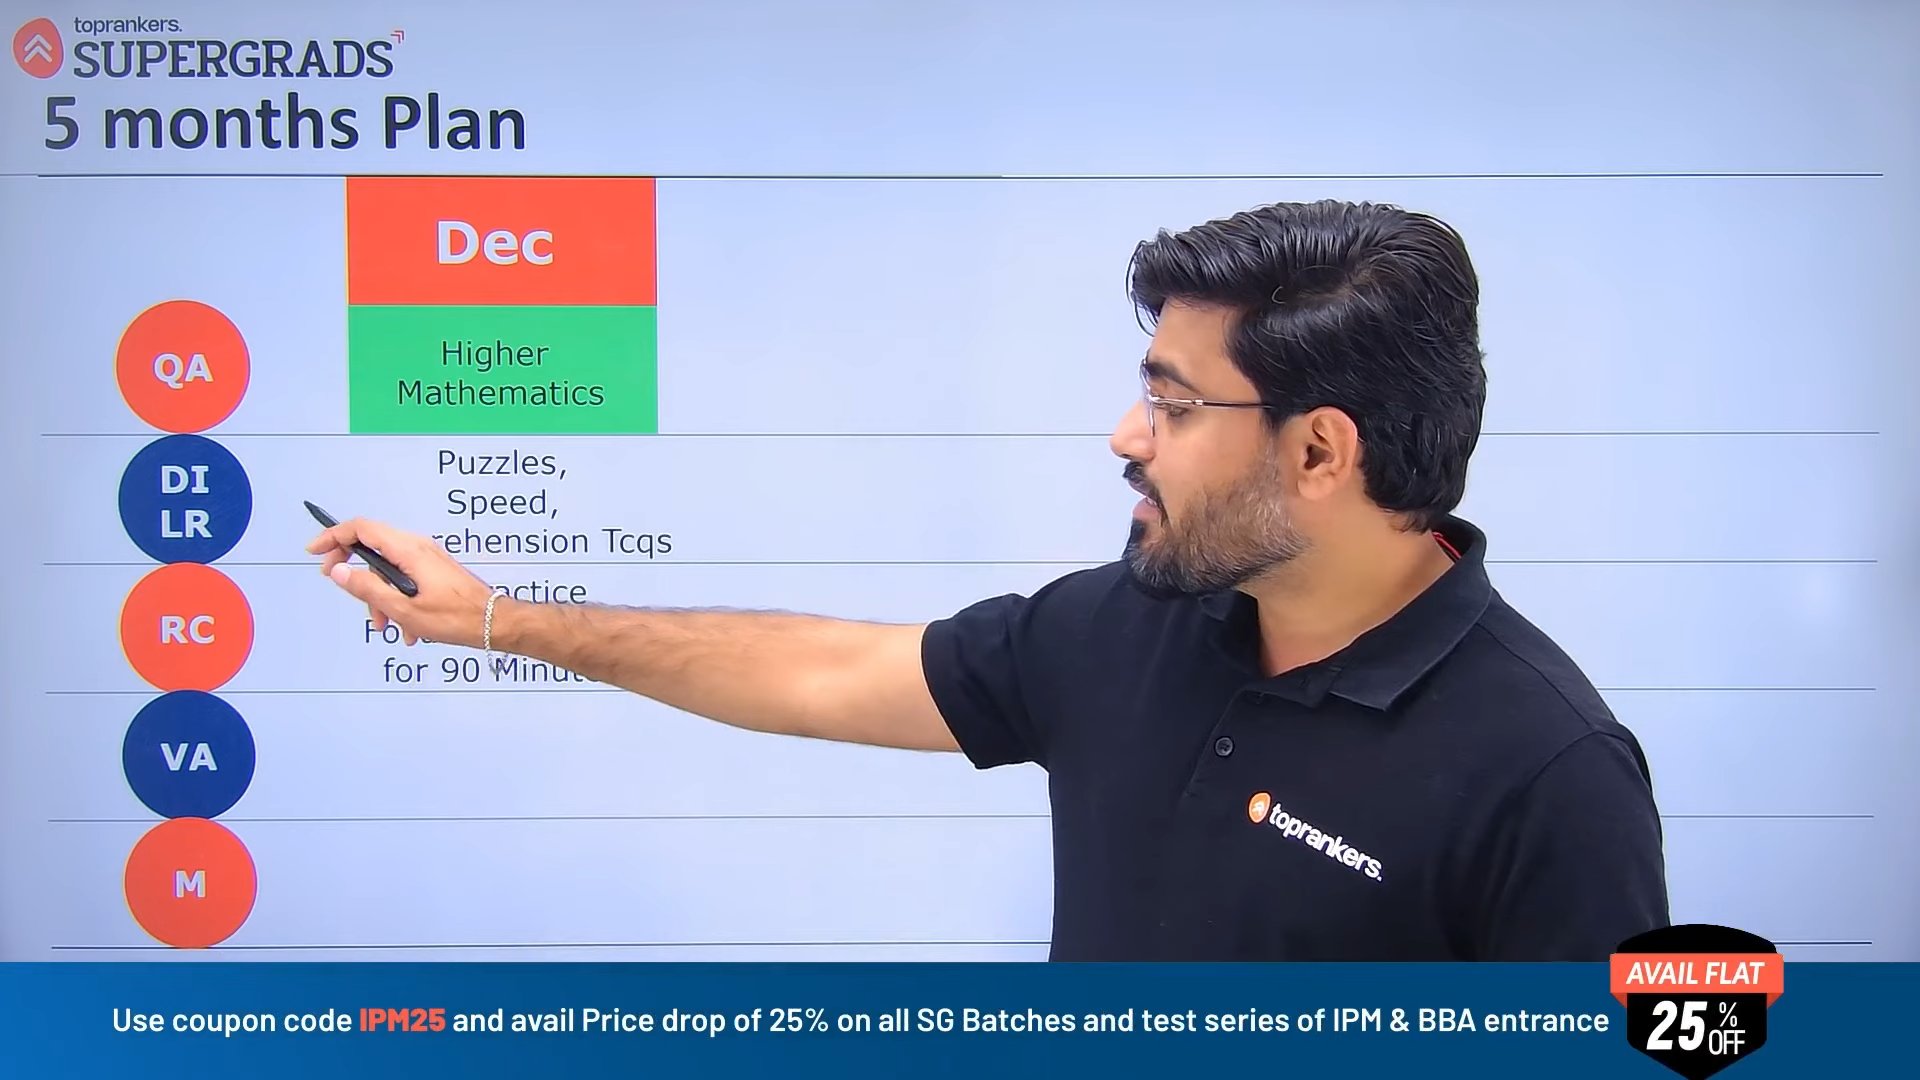 toprankers.
SUPERGRADS
5 months Plan
Dec
QA
Higher
Mathematics
DI
LR
Puzzles,
Speed,
Tcqs
RC
for 90
VA
M
toprankers.
Use coupon code IPM25 and avail Price drop of 25% on all SG Batches and test series of IPM & BBA entrance
AVAIL FLAT
25% OFF